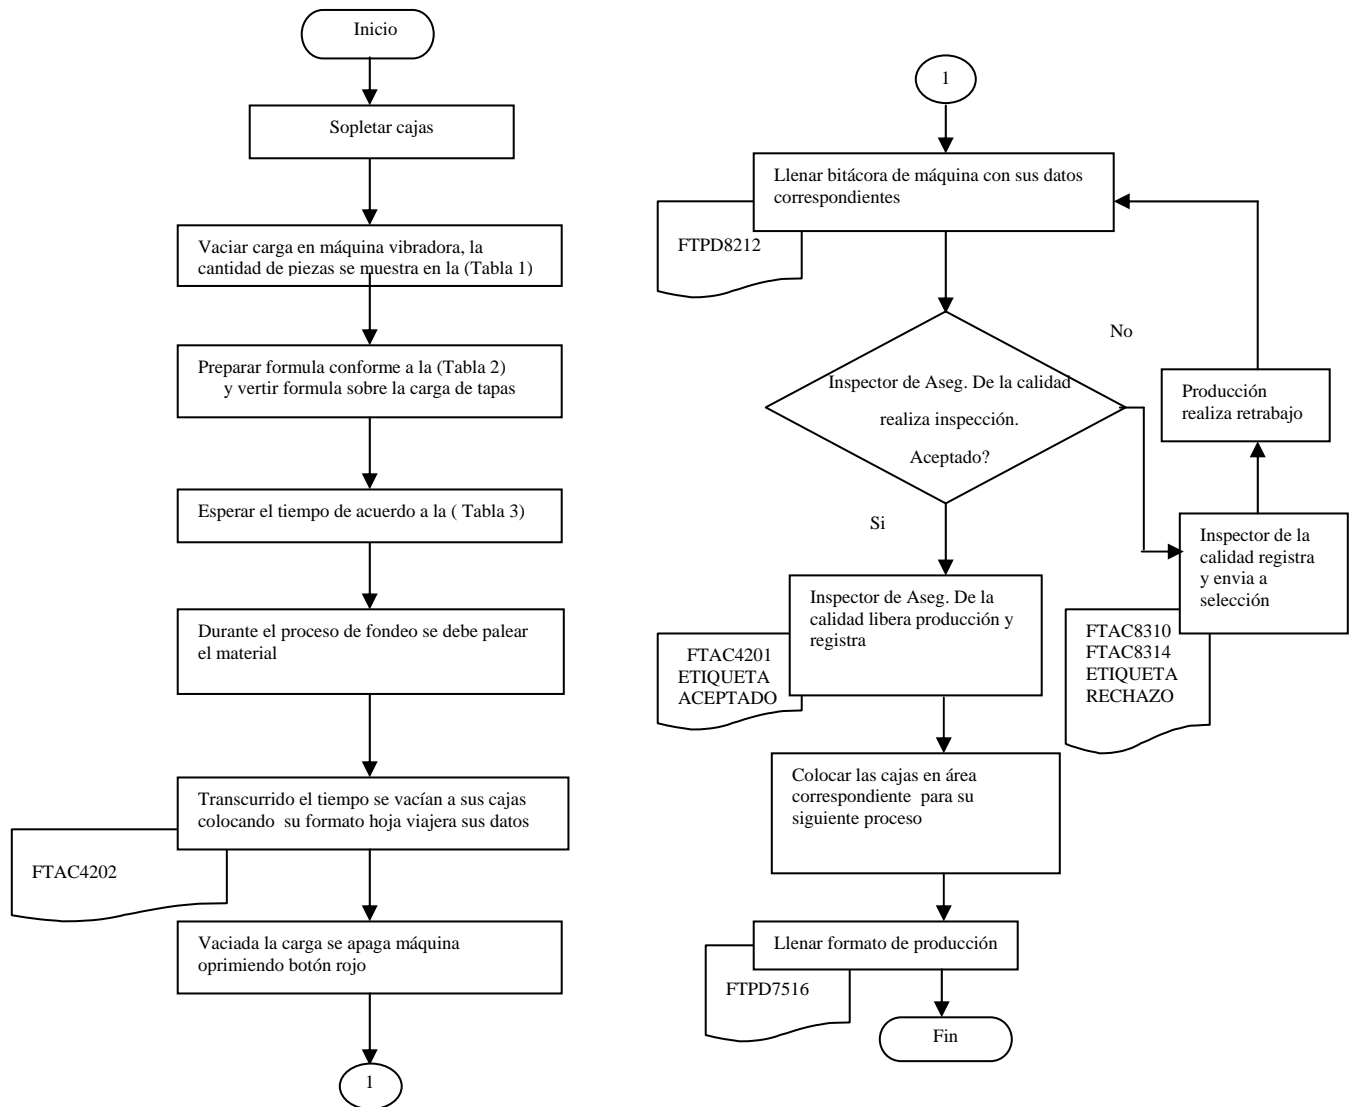 Inicio
Sopletar cajas
Vaciar carga en máquina vibradora, la
cantidad de piezas se muestra en la (Tabla 1)
Preparar formula conforme a la (Tabla 2)
y vertir formula sobre la carga de tapas
Esperar el tiempo de acuerdo a la ( Tabla 3)
Durante el proceso de fondeo se debe palear
el material
Transcurrido el tiempo se vacían a sus cajas
colocando su formato hoja viajera sus datos
FTAC4202
Vaciada la carga se apaga máquina
oprimiendo botón rojo
1
1
Llenar bitácora de máquina con sus datos
correspondientes
FTPD8212
Inspector de Aseg. De la calidad
realiza inspección.
Aceptado?
No
Producción
realiza retrabajo
Inspector de la
calidad registra
y envia a
selección
FTAC8310
FTAC8314
ETIQUETA
RECHAZO
Si
Inspector de Aseg. De la
calidad libera producción y
registra
FTAC4201
ETIQUETA
ACEPTADO
Colocar las cajas en área
correspondiente para su
siguiente proceso
Llenar formato de producción
FTPD7516
Fin